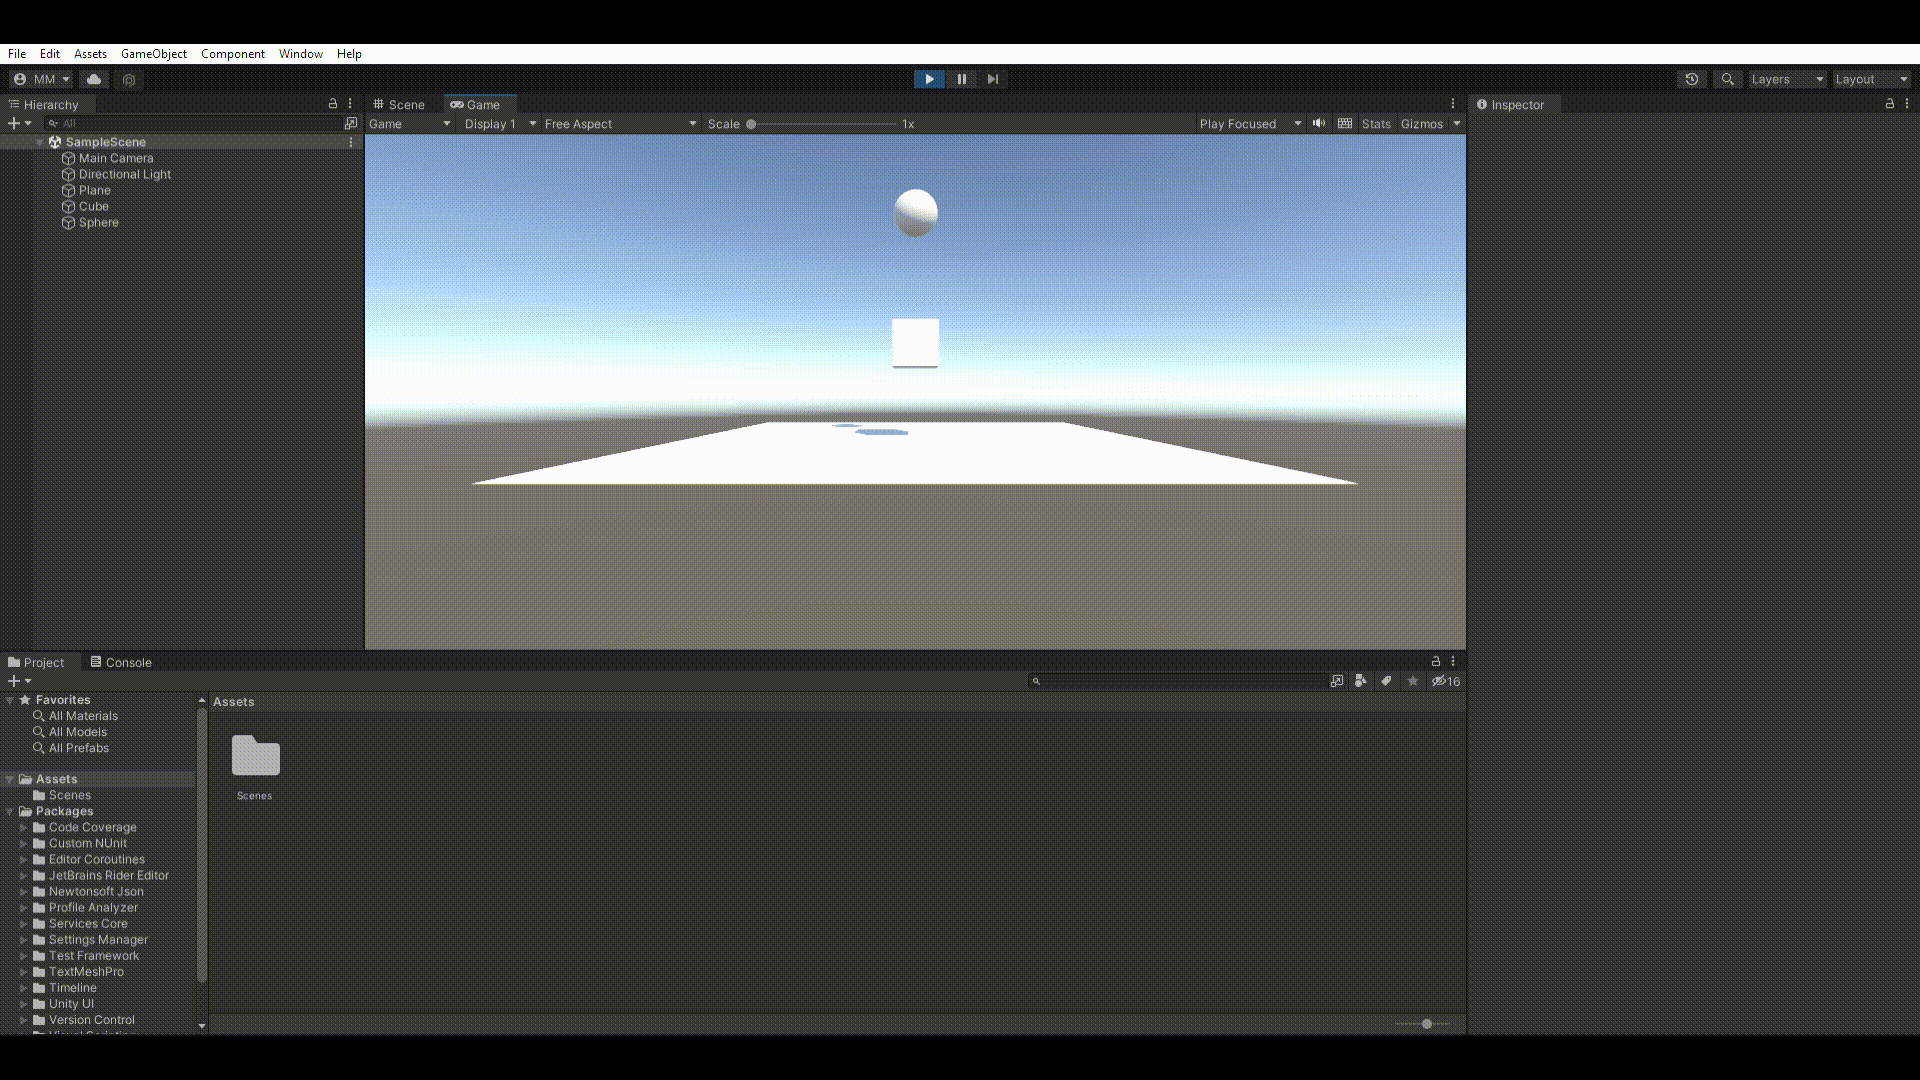 File Edit Assets GameObject Component Window Help
MM Layers Layout
Hierarchy Scene Game Inspector
All Game Display 1 Free Aspect Scale 1x Play Focused Stats Gizmos
SampleScene
Main Camera
Directional Light
Plane
Cube
Sphere
Project Console
16
Favorites Assets
All Materials
All Models
All Prefabs
Assets
Scenes Scenes
Packages
Code Coverage
Custom NUnit
Editor Coroutines
JetBrains Rider Editor
Newtonsoft Json
Profile Analyzer
Services Core
Settings Manager
Test Framework
TextMeshPro
Timeline
Unity UI
Version Control